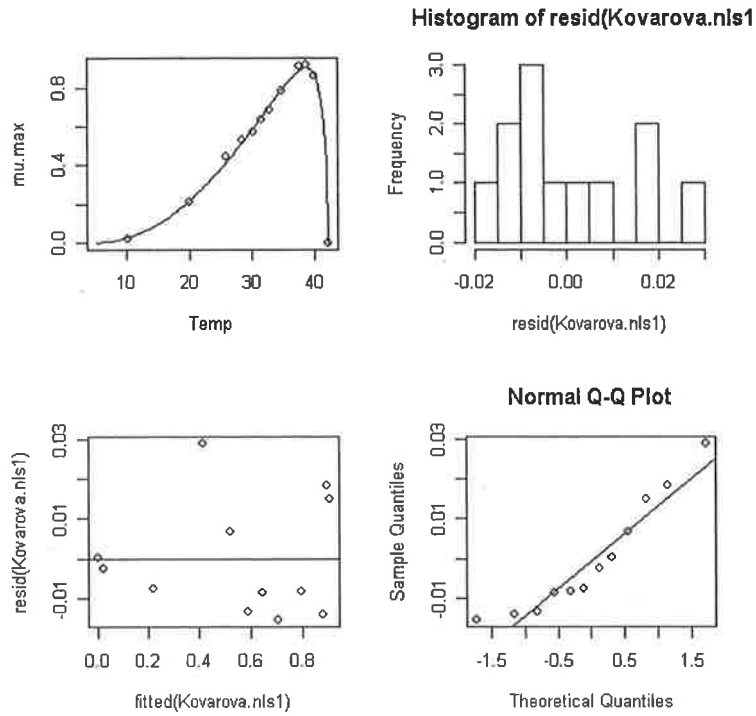 Histogram of resid(Kovarova.nls1
mu.max
0.0
0.4
0.8
10 20 30 40
Temp
Frequency
0.0
1.0
2.0
3.0
-0.02 0.00 0.02
resid(Kovarova.nls1)
Normal Q-Q Plot
resid(Kovarova.nls1)
-0.01
0.01
0.03
0.0 0.2 0.4 0.6 0.8
fitted(Kovarova.nls1)
Sample Quantiles
-0.01
0.01
0.03
-1.5 -0.5 0.5 1.5
Theoretical Quantiles